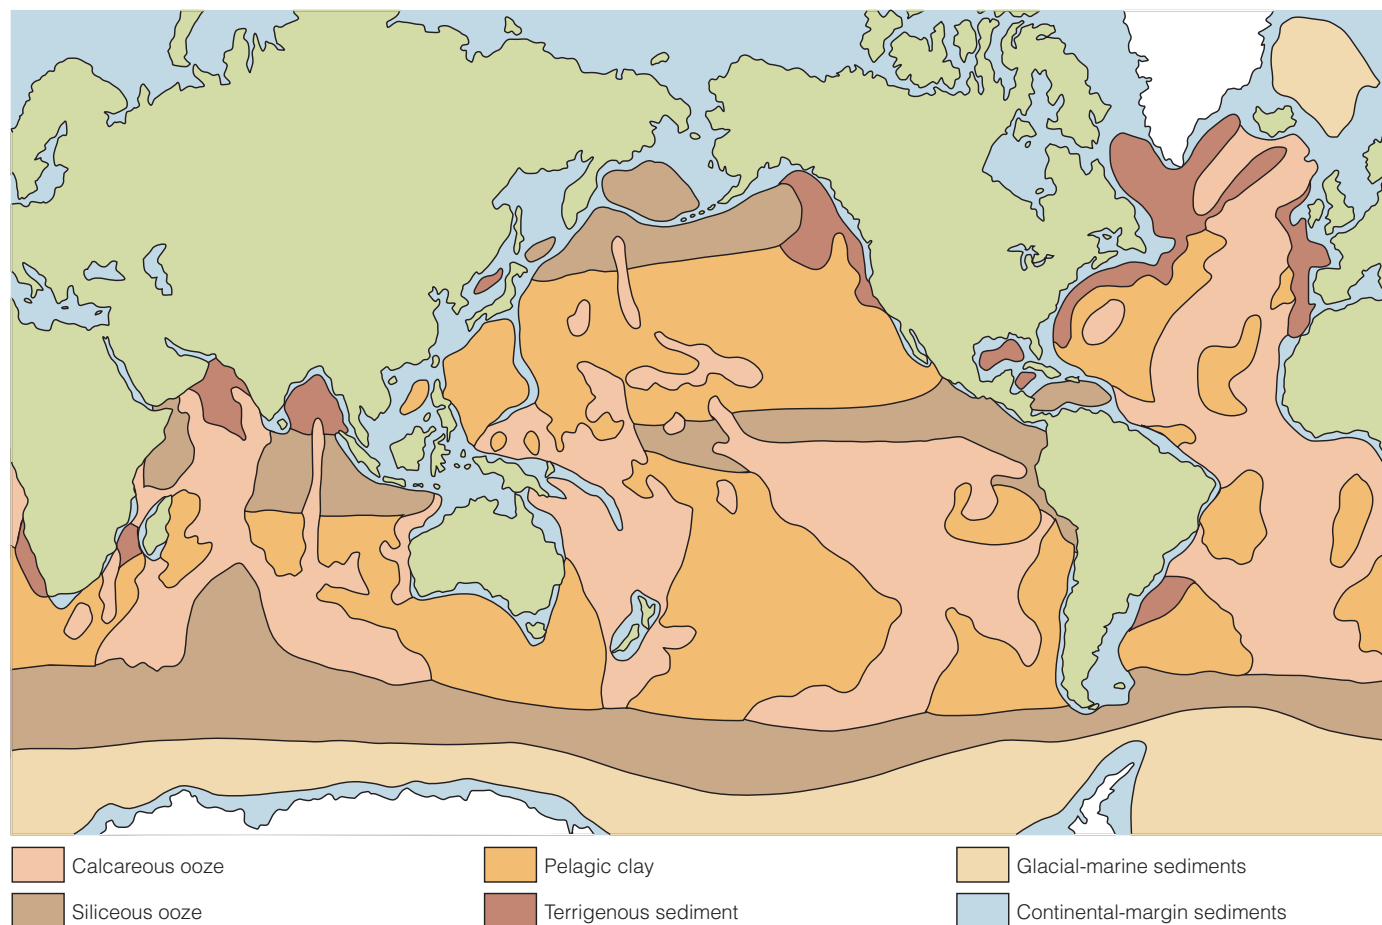 Calcareous ooze
Pelagic clay
Glacial-marine sediments
Siliceous ooze
Terrigenous sediment
Continental-margin sediments